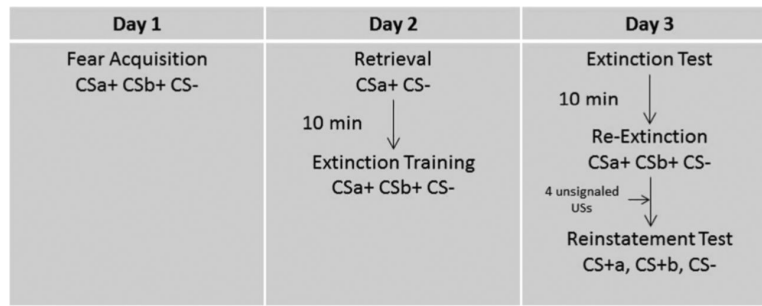 Day 1
Fear Acquisition
CSa+ CSb+ CS-
Day 2
Retrieval
CSa+ CS-
10 min
Extinction Training
CSa+ CSb+ CS-
Day 3
Extinction Test
10 min
Re-Extinction
CSa+ CSb+ CS-
4 unsignaled
USs
Reinstatement Test
CS+a, CS+b, CS-